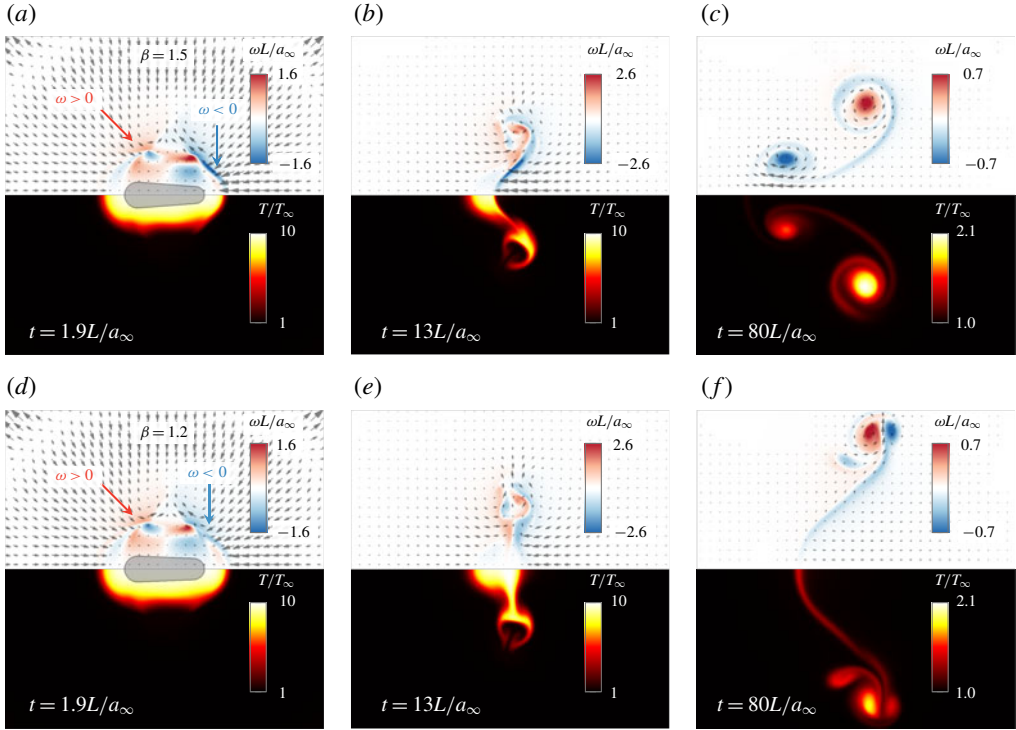 (a)
β = 1.5
ωL/a∞
1.6
−1.6
ω > 0
ω < 0
T/T∞
10
1
t = 1.9L/a∞
(b)
ωL/a∞
2.6
−2.6
T/T∞
10
1
t = 13L/a∞
(c)
ωL/a∞
0.7
−0.7
T/T∞
2.1
1.0
t = 80L/a∞
(d)
β = 1.2
ωL/a∞
1.6
−1.6
ω > 0
ω < 0
T/T∞
10
1
t = 1.9L/a∞
(e)
ωL/a∞
2.6
−2.6
T/T∞
10
1
t = 13L/a∞
(f)
ωL/a∞
0.7
−0.7
T/T∞
2.1
1.0
t = 80L/a∞